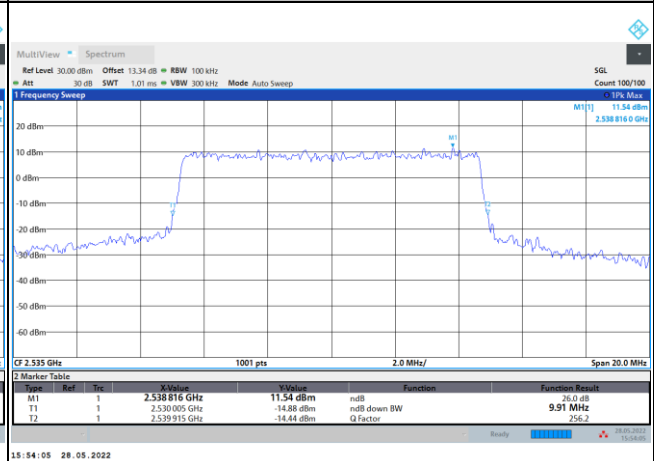 MultiView Spectrum
Ref Level 30.00 dBm Offset 13.34 dB RBW 100 kHz SGL
Att 30 dB SWT 1.01 ms VBW 300 kHz Mode Auto Sweep Count 100/100
1 Frequency Sweep 1Pk Max
M1[1] 11.54 dBm
2.538 816 0 GHz
20 dBm
M1
10 dBm
0 dBm
-10 dBm
T1 T2
-20 dBm
-30 dBm
-40 dBm
-50 dBm
-60 dBm
CF 2.535 GHz 1001 pts 2.0 MHz/ Span 20.0 MHz
2 Marker Table
Type Ref Trc X-Value Y-Value Function Function Result
M1 1 2.538 816 GHz 11.54 dBm ndB 26.0 dB
T1 1 2.530 005 GHz -14.88 dBm ndB down BW 9.91 MHz
T2 1 2.539 915 GHz -14.44 dBm Q Factor 256.2
Ready 28.05.2022
15:54:05
15:54:05 28.05.2022